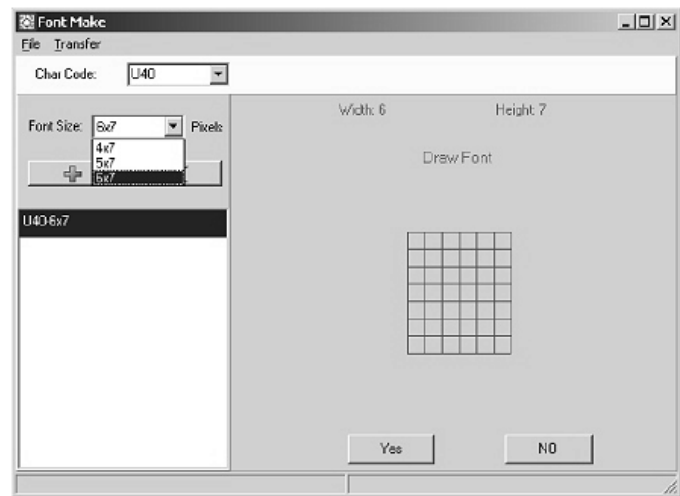 Font Make
File Transfer
Char Code: U40
Width: 6 Height: 7
Font Size: 6x7 Pixels
4x7
5x7
6x7
Draw Font
U40-6x7
Yes NO